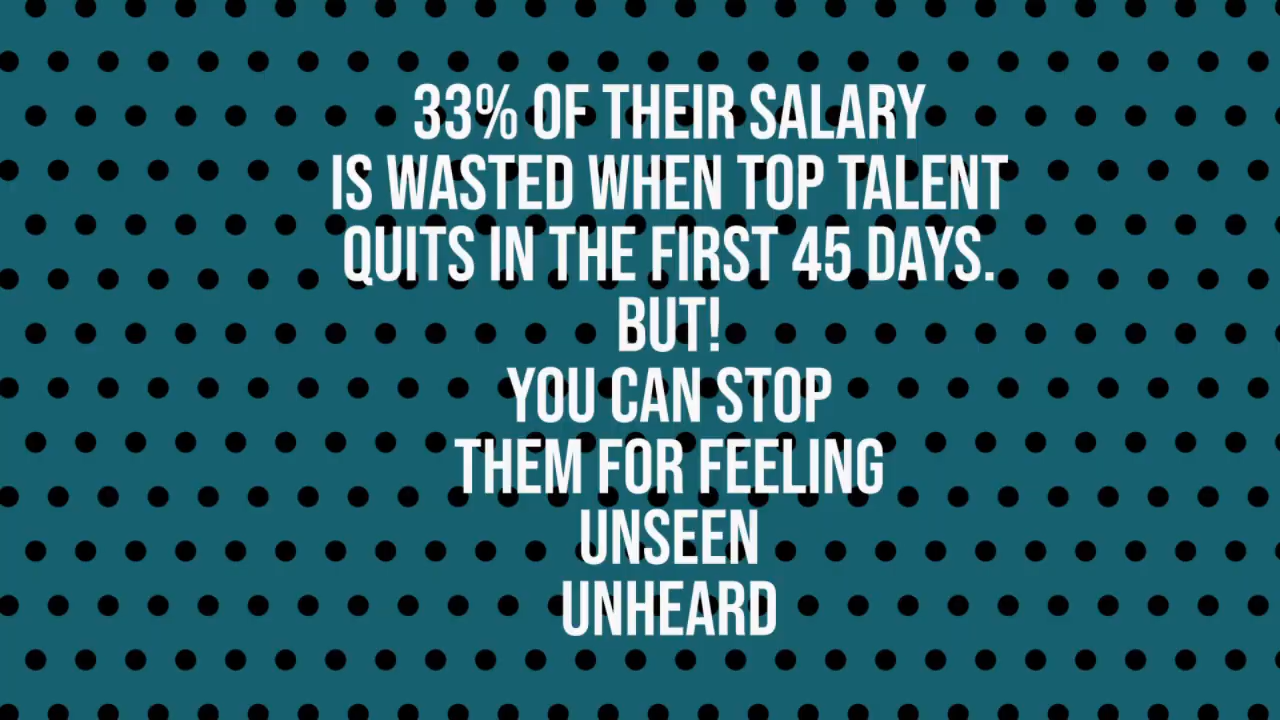 33% OF THEIR SALARY
IS WASTED WHEN TOP TALENT
QUITS IN THE FIRST 45 DAYS.
BUT!
YOU CAN STOP
THEM FOR FEELING
UNSEEN
UNHEARD